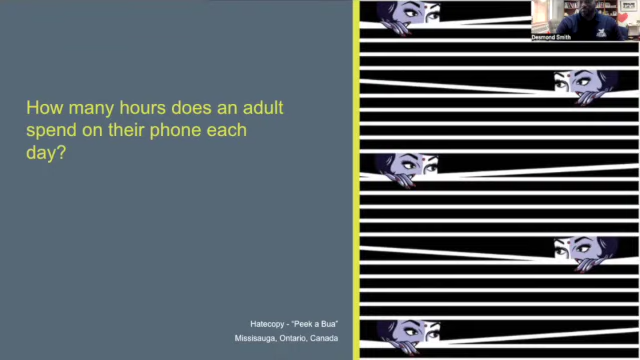 How many hours does an adult
spend on their phone each
day?
Hatecopy - "Peek a Bua"
Missisauga, Ontario, Canada
Desmond Smith